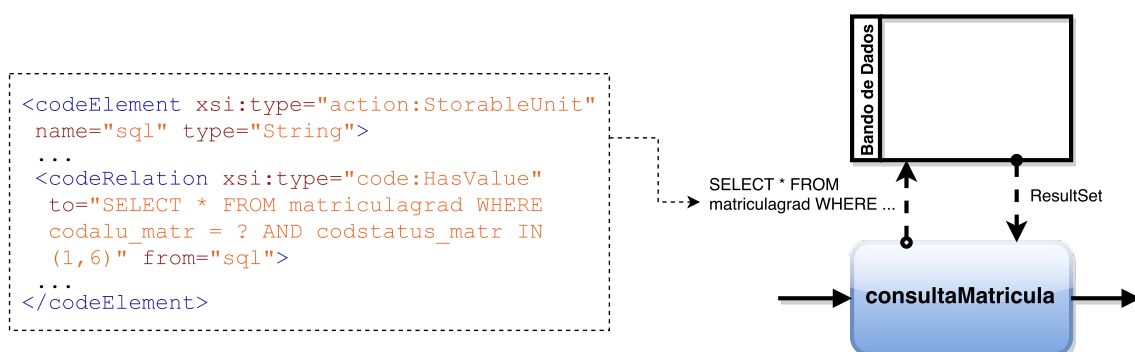 <codeElement xsi:type="action:StorableUnit"
name="sql" type="String">
...
<codeRelation xsi:type="code:HasValue"
to="SELECT * FROM matriculagrad WHERE
codalu_matr = ? AND codstatus_matr IN
(1,6)" from="sql">
...
</codeElement>
SELECT * FROM
matriculagrad WHERE ...
Bando de Dados
ResultSet
consultaMatricula